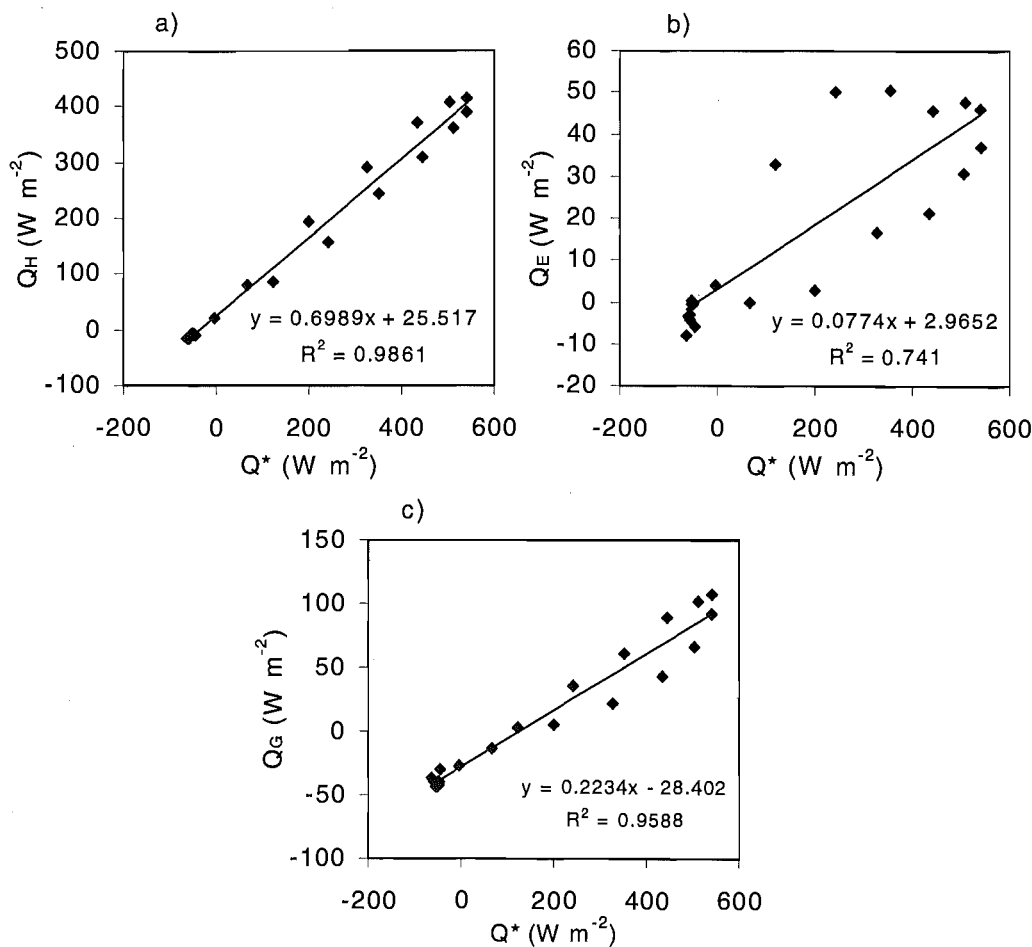 a)
500
400
300
200
100
0
-100
QH (W m-2)
-200 0 200 400 600
Q* (W m-2)
y = 0.6989x + 25.517
R2 = 0.9861
b)
60
50
40
30
20
10
0
-10
-20
QE (W m-2)
-200 0 200 400 600
Q* (W m-2)
y = 0.0774x + 2.9652
R2 = 0.741
c)
150
100
50
0
-50
-100
QG (W m-2)
-200 0 200 400 600
Q* (W m-2)
y = 0.2234x - 28.402
R2 = 0.9588